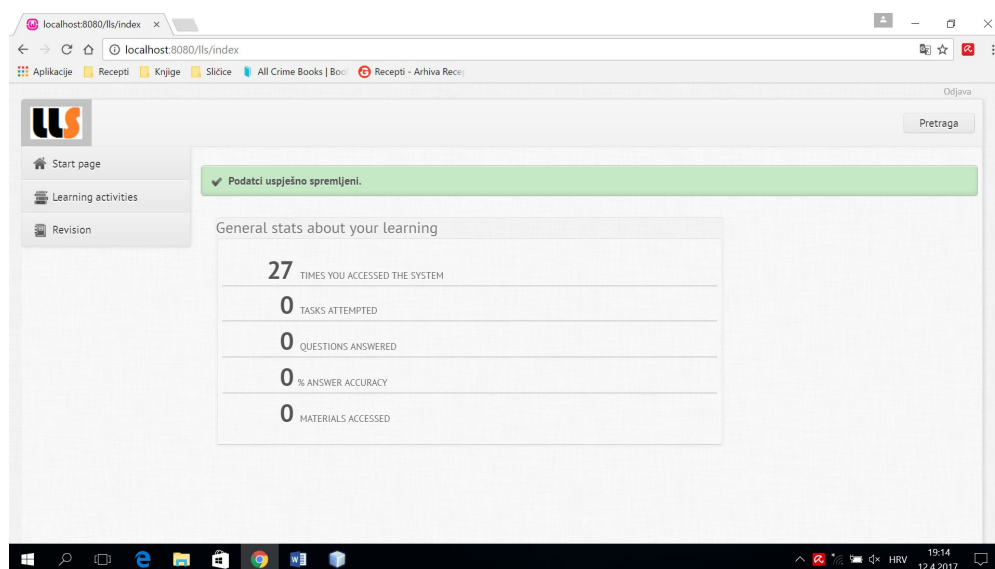 localhost:8080/lls/index
localhost:8080/lls/index
Aplikacije Recepti Knjige Sličice All Crime Books | Boo Recepti - Arhiva Rece
Odjava
LLS
Pretraga
Start page
Learning activities
Revision
Podatci uspješno spremljeni.
General stats about your learning
27 TIMES YOU ACCESSED THE SYSTEM
0 TASKS ATTEMPTED
0 QUESTIONS ANSWERED
0 % ANSWER ACCURACY
0 MATERIALS ACCESSED
HRV
19:14
12.4.2017